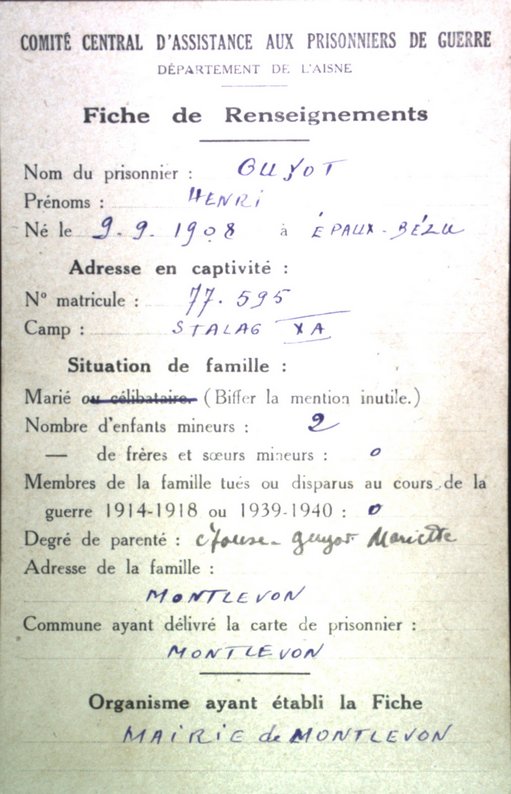 COMITÉ CENTRAL D'ASSISTANCE AUX PRISONNIERS DE GUERRE
DÉPARTEMENT DE L'AISNE
Fiche de Renseignements
Nom du prisonnier : GUYOT
Prénoms : HENRI
Né le 9.9.1908 à ÉPAUX-BÉZU
Adresse en captivité :
N° matricule : 77.595
Camp : STALAG XA
Situation de famille :
Marié ou célibataire. (Biffer la mention inutile.)
Nombre d'enfants mineurs : 2
— de frères et sœurs mineurs : 0
Membres de la famille tués ou disparus au cours de la
guerre 1914-1918 ou 1939-1940 : 0
Degré de parenté : épouse - guyot Mariette
Adresse de la famille :
MONTLEVON
Commune ayant délivré la carte de prisonnier :
MONTLEVON
Organisme ayant établi la Fiche
MAIRIE de MONTLEVON